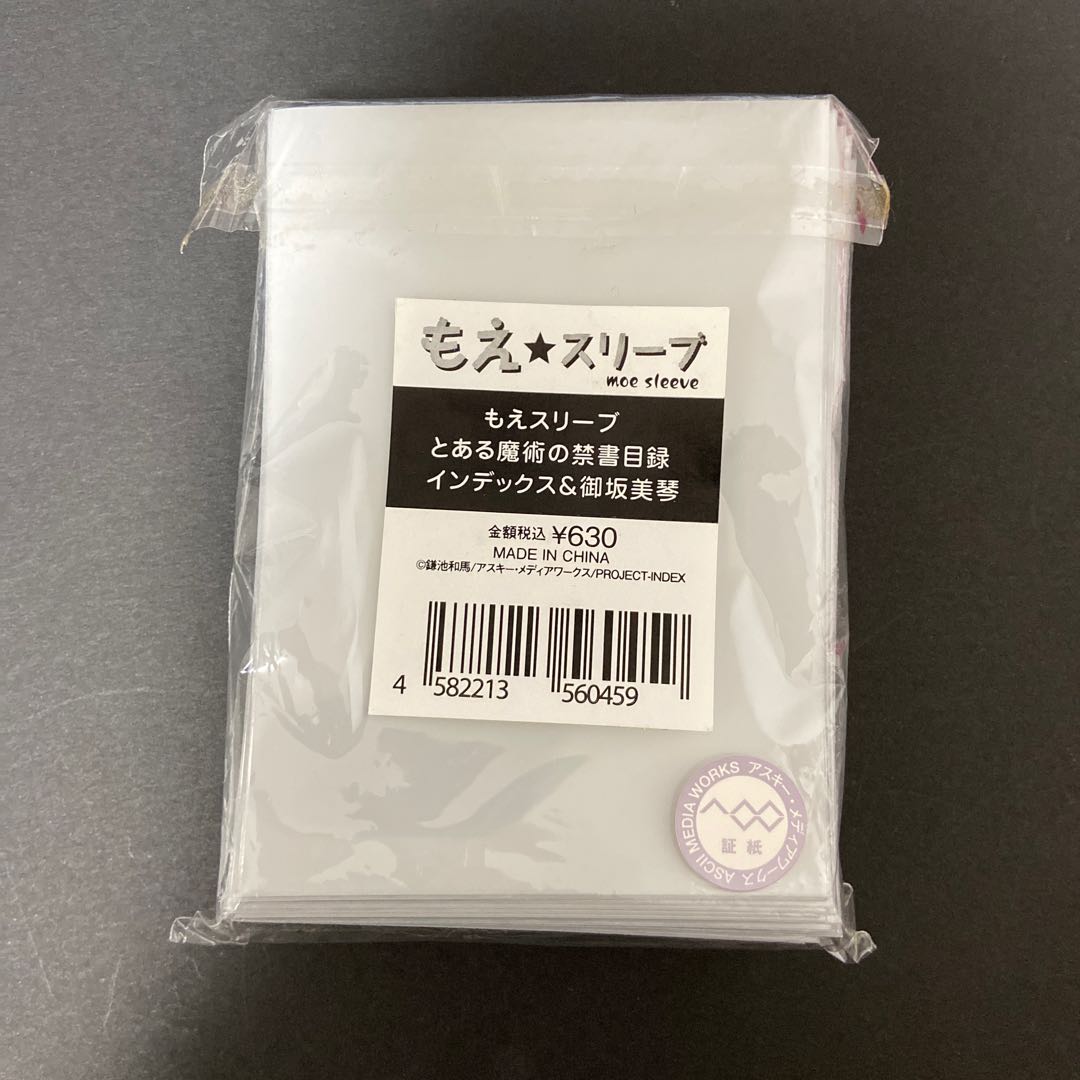 もえ★スリーブ
moe sleeve
もえスリーブ
とある魔術の禁書目録
インデックス&御坂美琴
金額税込 ¥630
MADE IN CHINA
©鎌池和馬/アスキー・メディアワークス/PROJECT-INDEX
4 582213 560459
ASCII MEDIA WORKS アスキー・メディアワークス
証紙